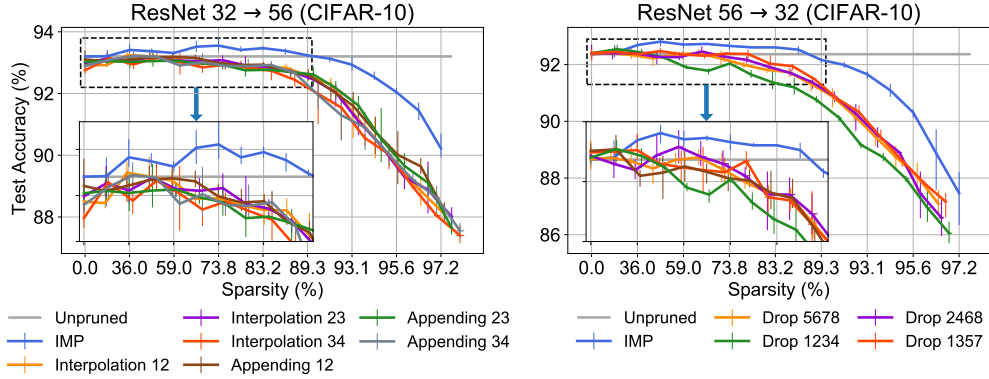 ResNet 32 → 56 (CIFAR-10)
94
92
90
88
Test Accuracy (%)
0.0 36.0 59.0 73.8 83.2 89.3 93.1 95.6 97.2
Sparsity (%)
Unpruned
IMP
Interpolation 12
Interpolation 23
Interpolation 34
Appending 12
Appending 23
Appending 34
ResNet 56 → 32 (CIFAR-10)
92
90
88
86
0.0 36.0 59.0 73.8 83.2 89.3 93.1 95.6 97.2
Sparsity (%)
Unpruned
IMP
Drop 5678
Drop 1234
Drop 2468
Drop 1357